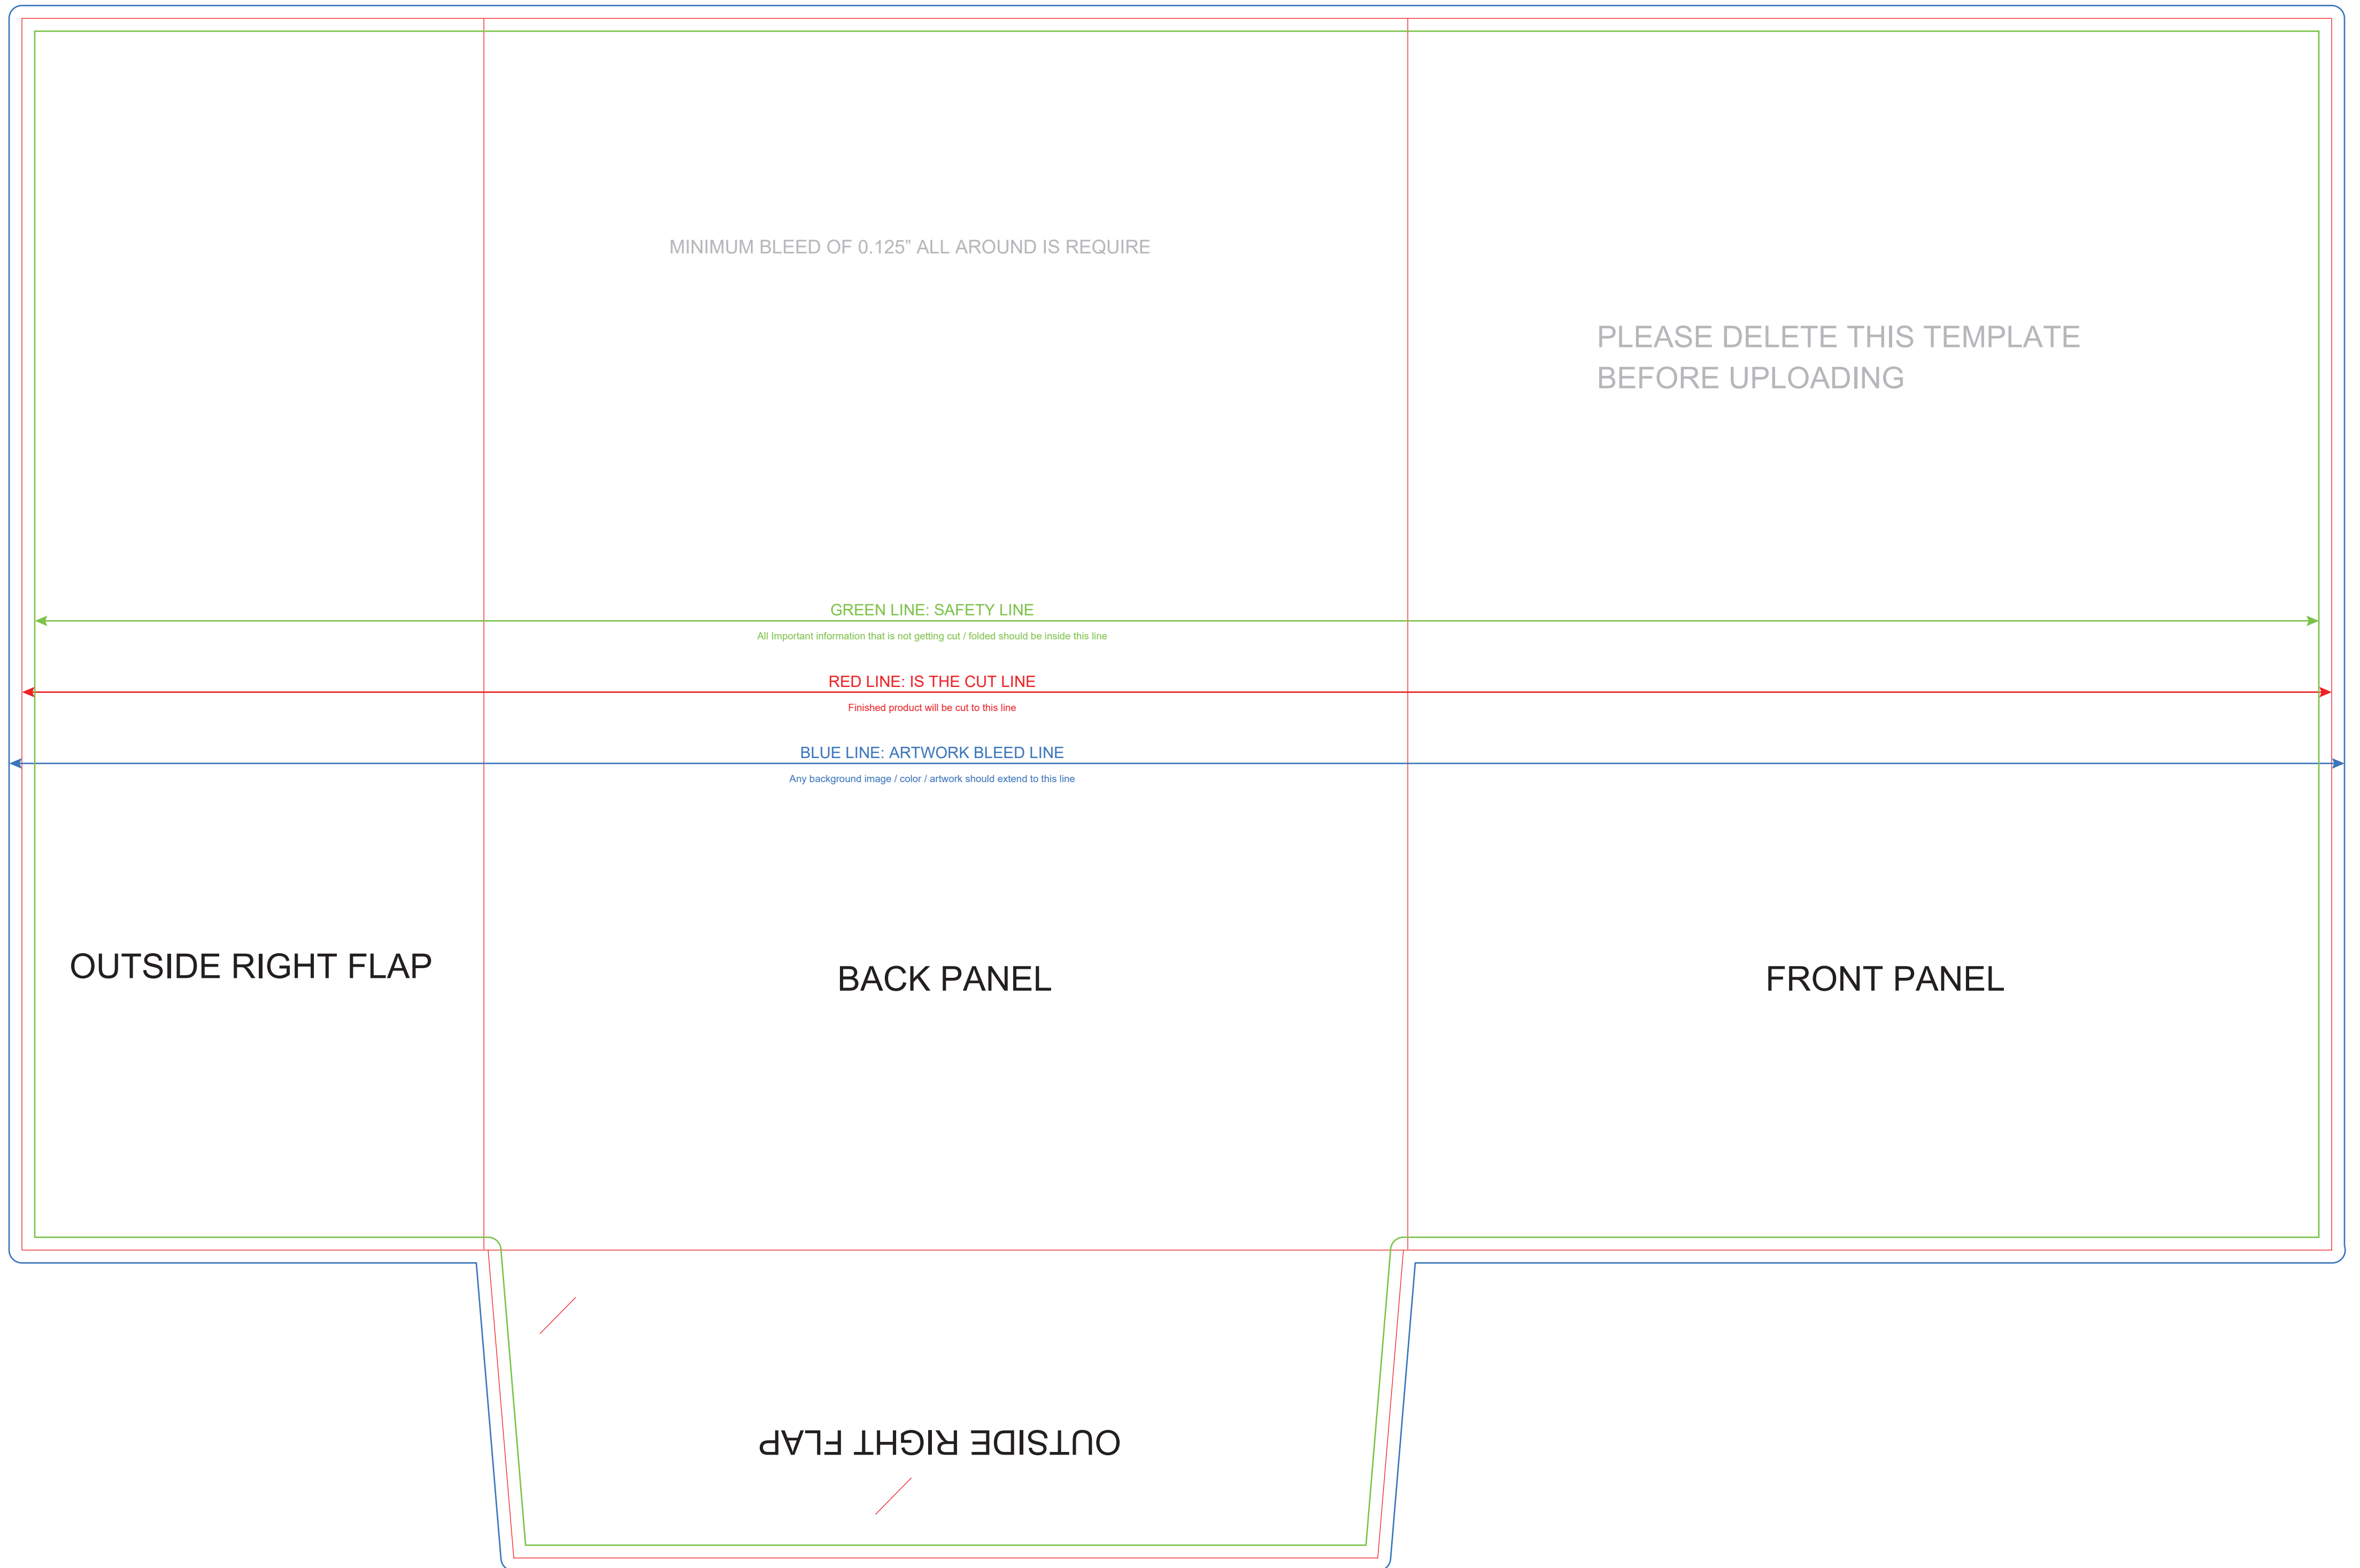 MINIMUM BLEED OF 0.125” ALL AROUND IS REQUIRE
PLEASE DELETE THIS TEMPLATE
BEFORE UPLOADING
GREEN LINE: SAFETY LINE
All Important information that is not getting cut / folded should be inside this line
RED LINE: IS THE CUT LINE
Finished product will be cut to this line
BLUE LINE: ARTWORK BLEED LINE
Any background image / color / artwork should extend to this line
OUTSIDE RIGHT FLAP
BACK PANEL
FRONT PANEL
OUTSIDE RIGHT FLAP